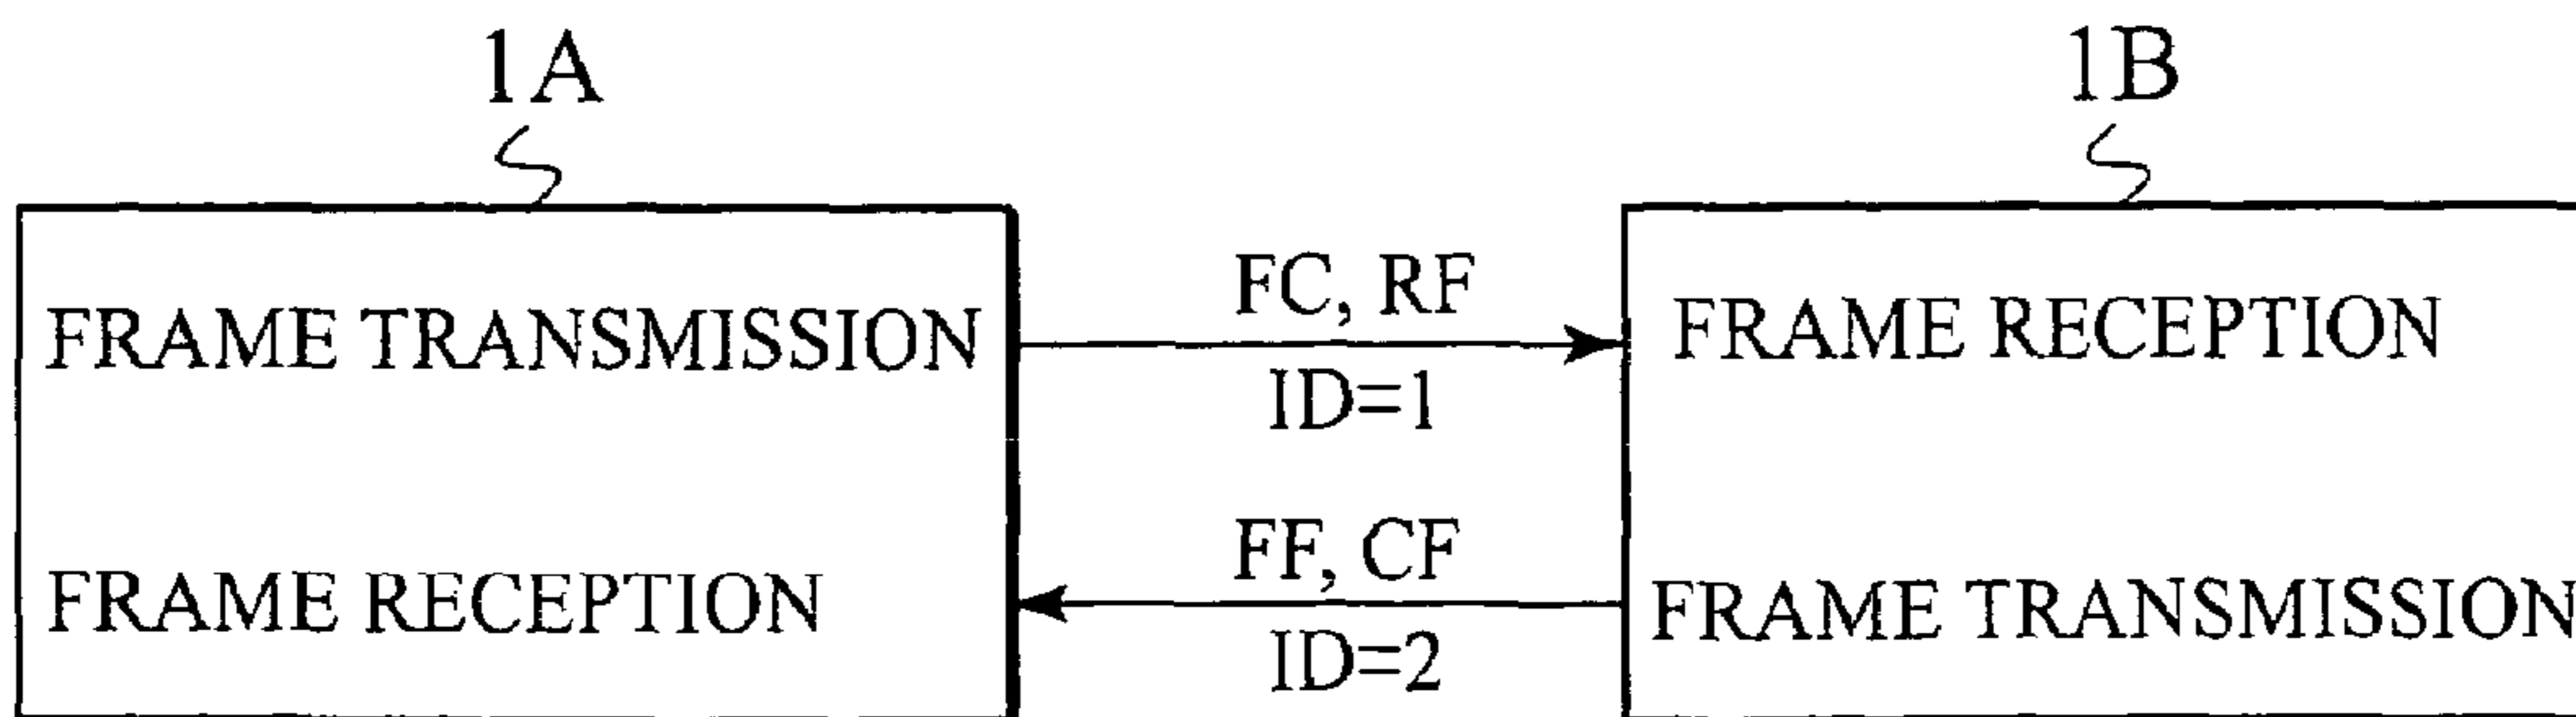 1A
1B
FRAME TRANSMISSION
FC, RF
ID=1
FRAME RECEPTION
FRAME RECEPTION
FF, CF
ID=2
FRAME TRANSMISSION